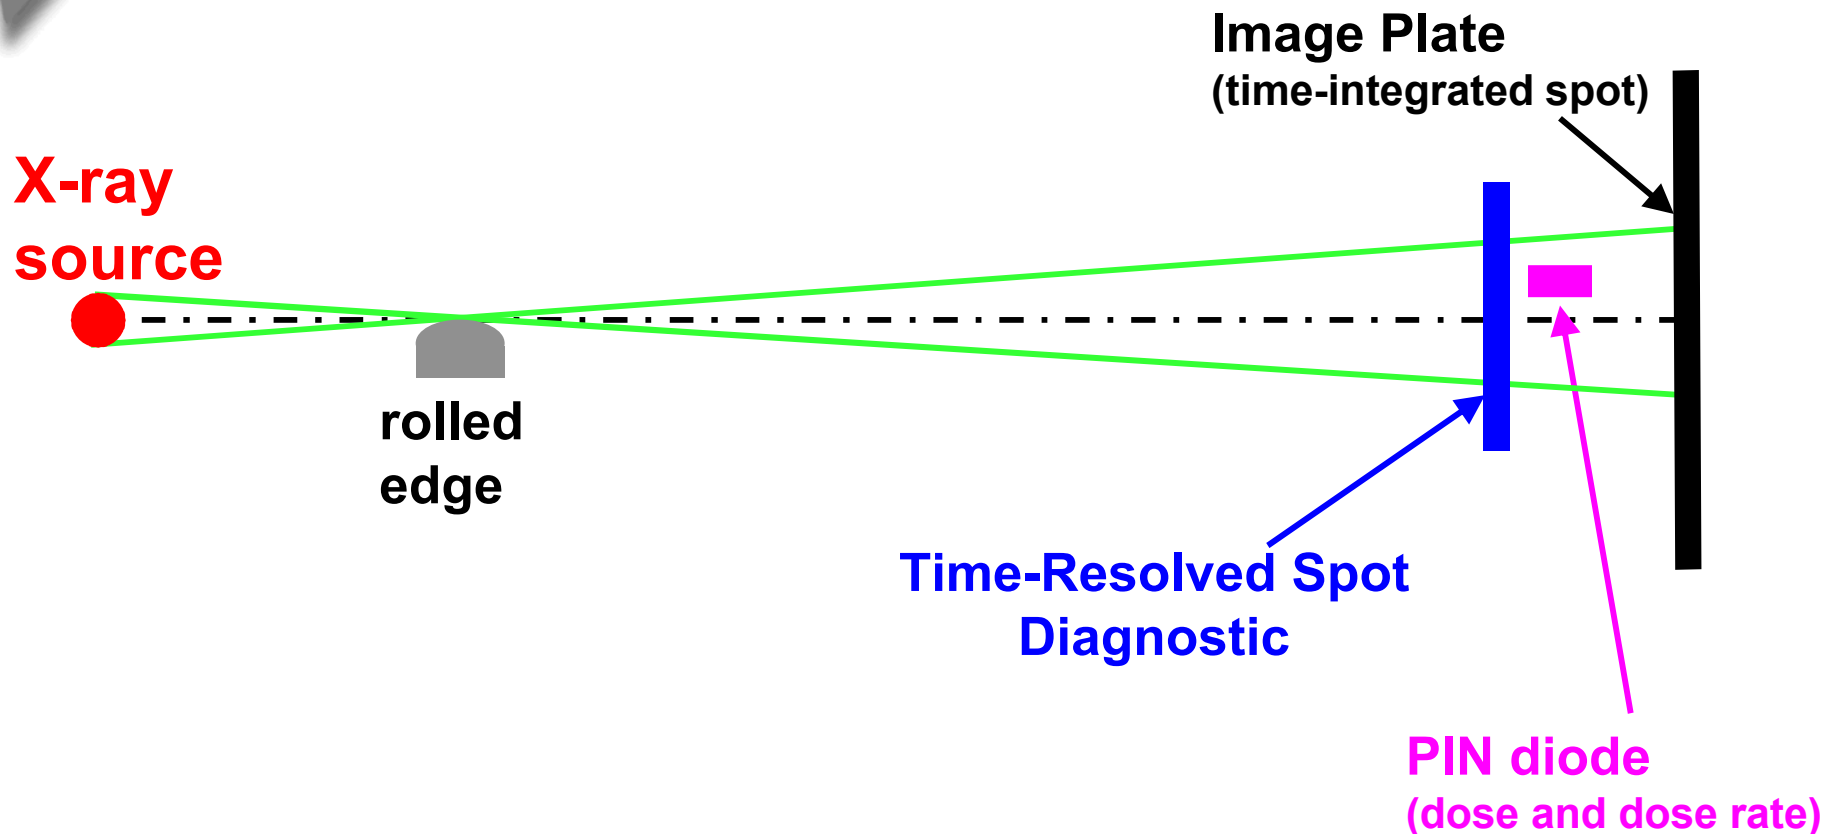 Image Plate
(time-integrated spot)
X-ray
source
rolled
edge
Time-Resolved Spot
Diagnostic
PIN diode
(dose and dose rate)